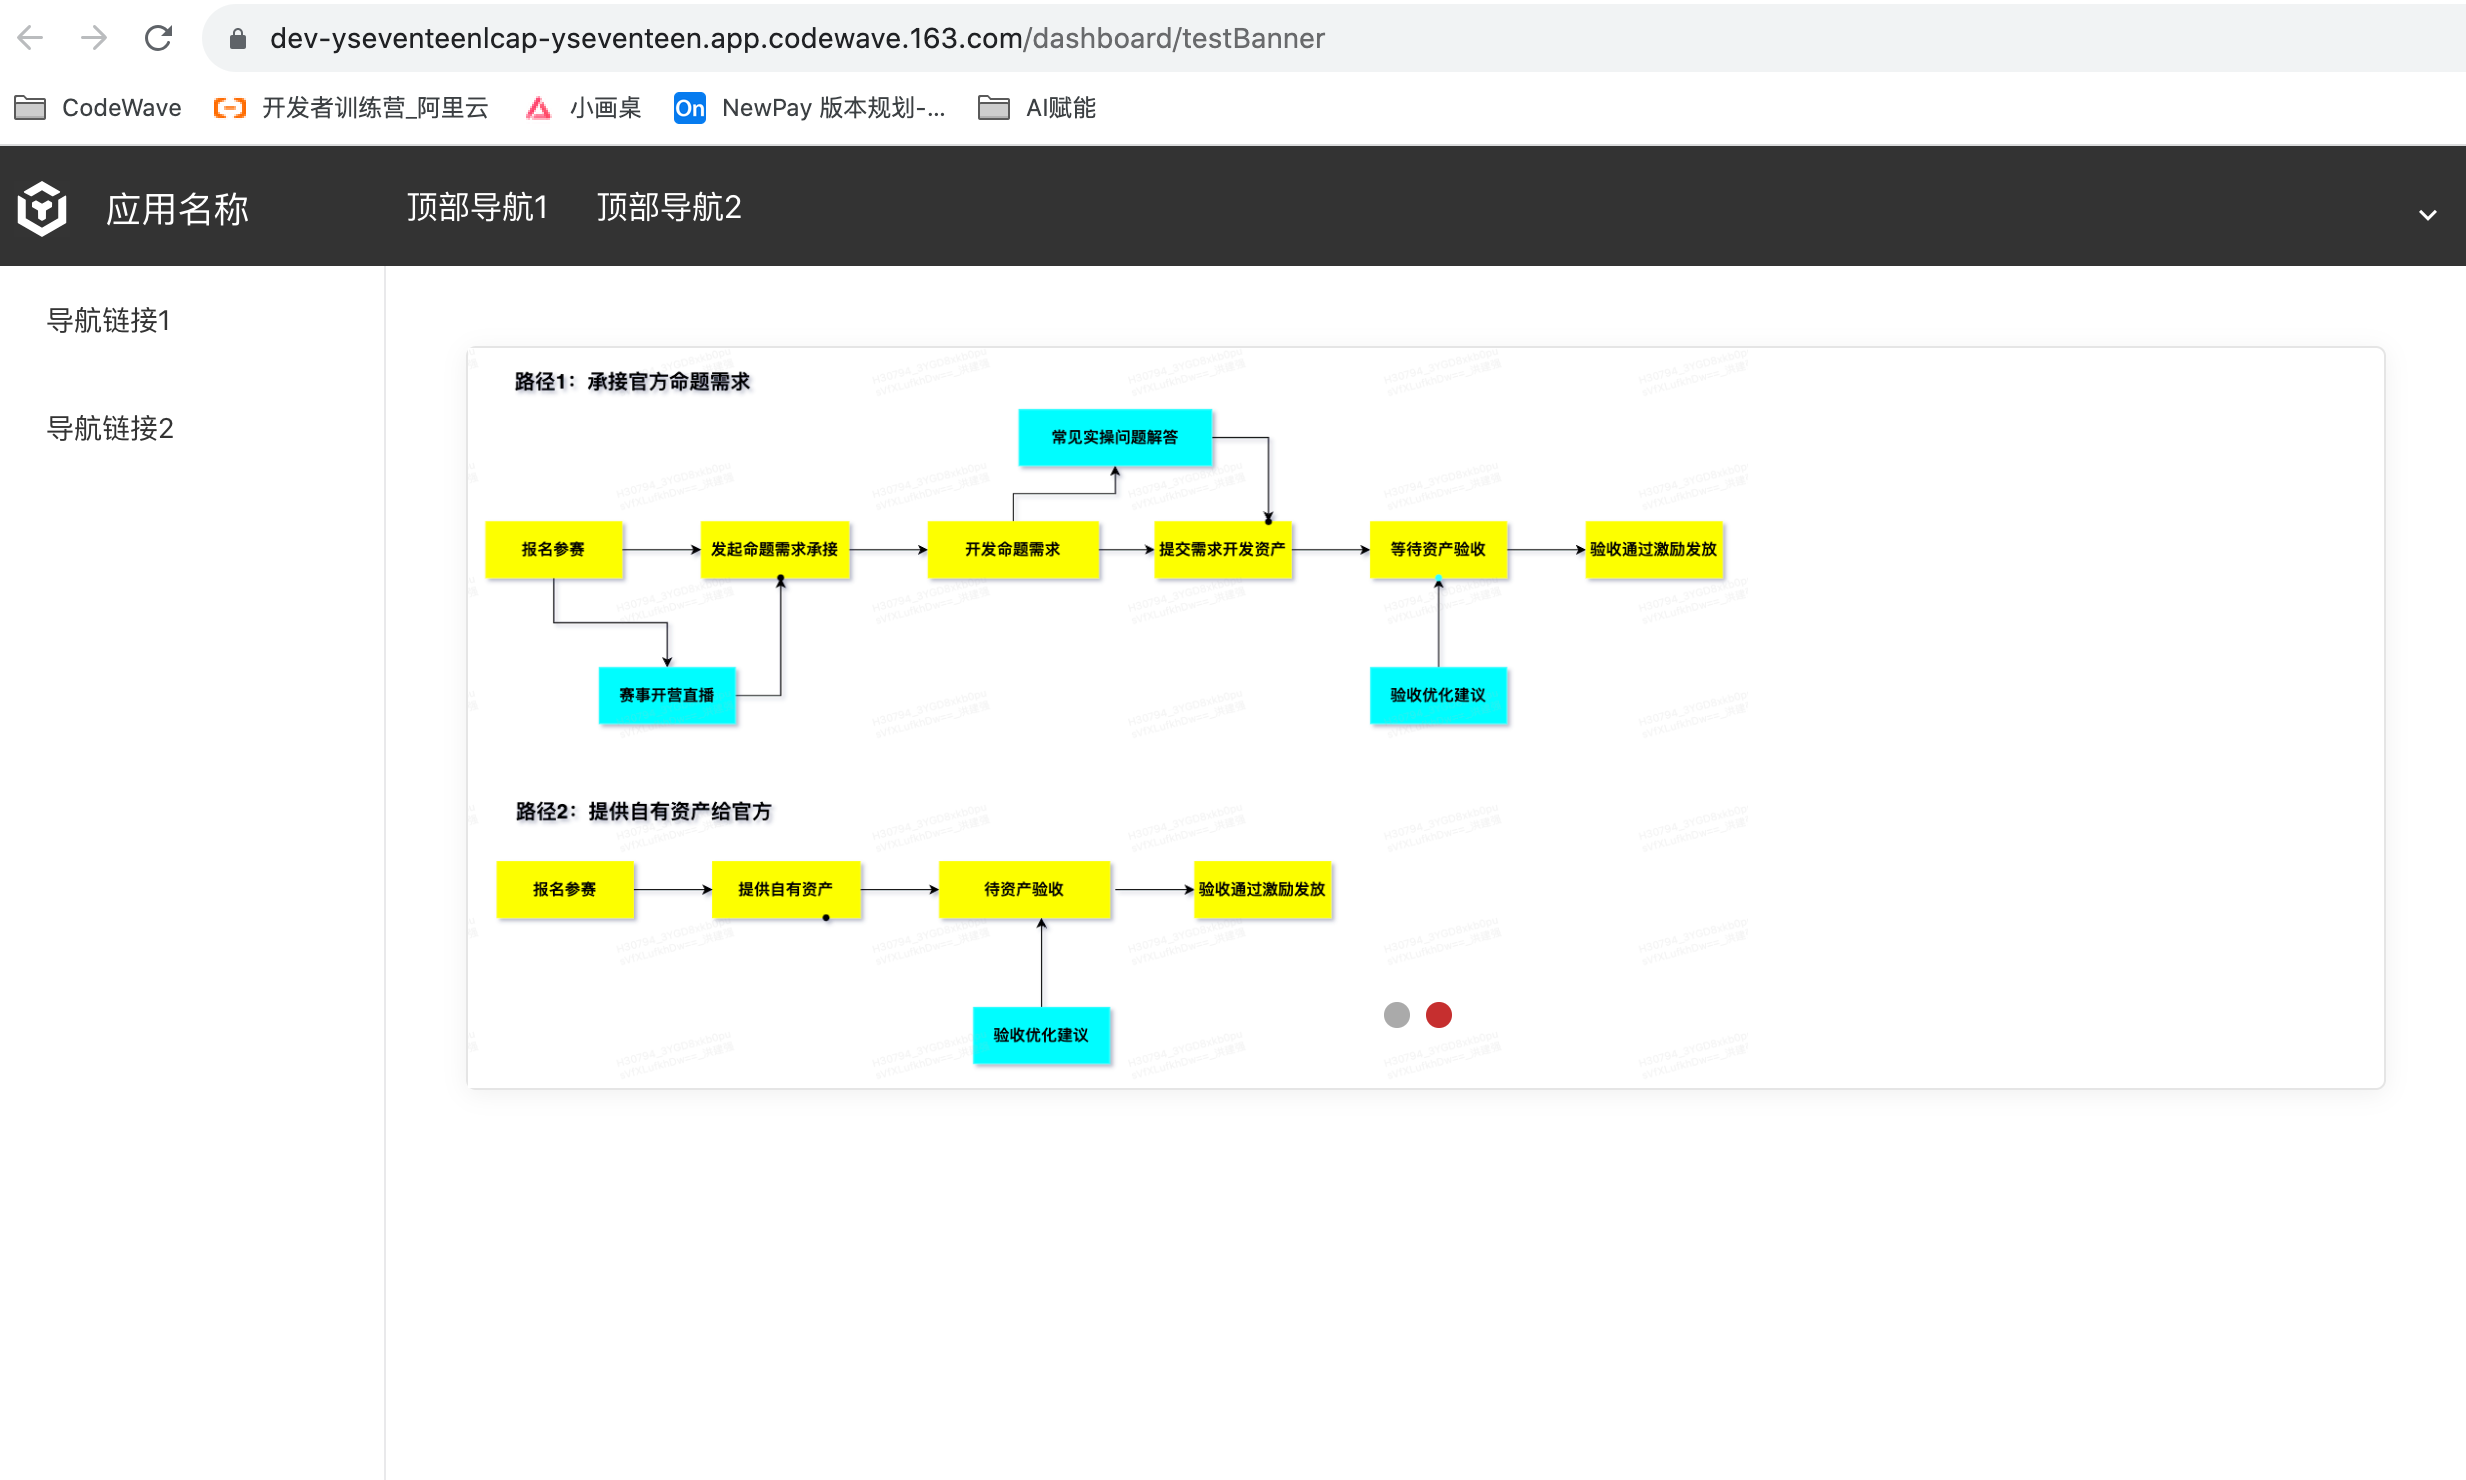 dev-yseventeenlcap-yseventeen.app.codewave.163.com/dashboard/testBanner
CodeWave 开发者训练营_阿里云 小画桌 On NewPay 版本规划-... AI赋能
应用名称 顶部导航1 顶部导航2
导航链接1
导航链接2
路径1：承接官方命题需求
常见实操问题解答
报名参赛 发起命题需求承接 开发命题需求 提交需求开发资产 等待资产验收 验收通过激励发放
赛事开营直播 验收优化建议
路径2：提供自有资产给官方
报名参赛 提供自有资产 待资产验收 验收通过激励发放
验收优化建议